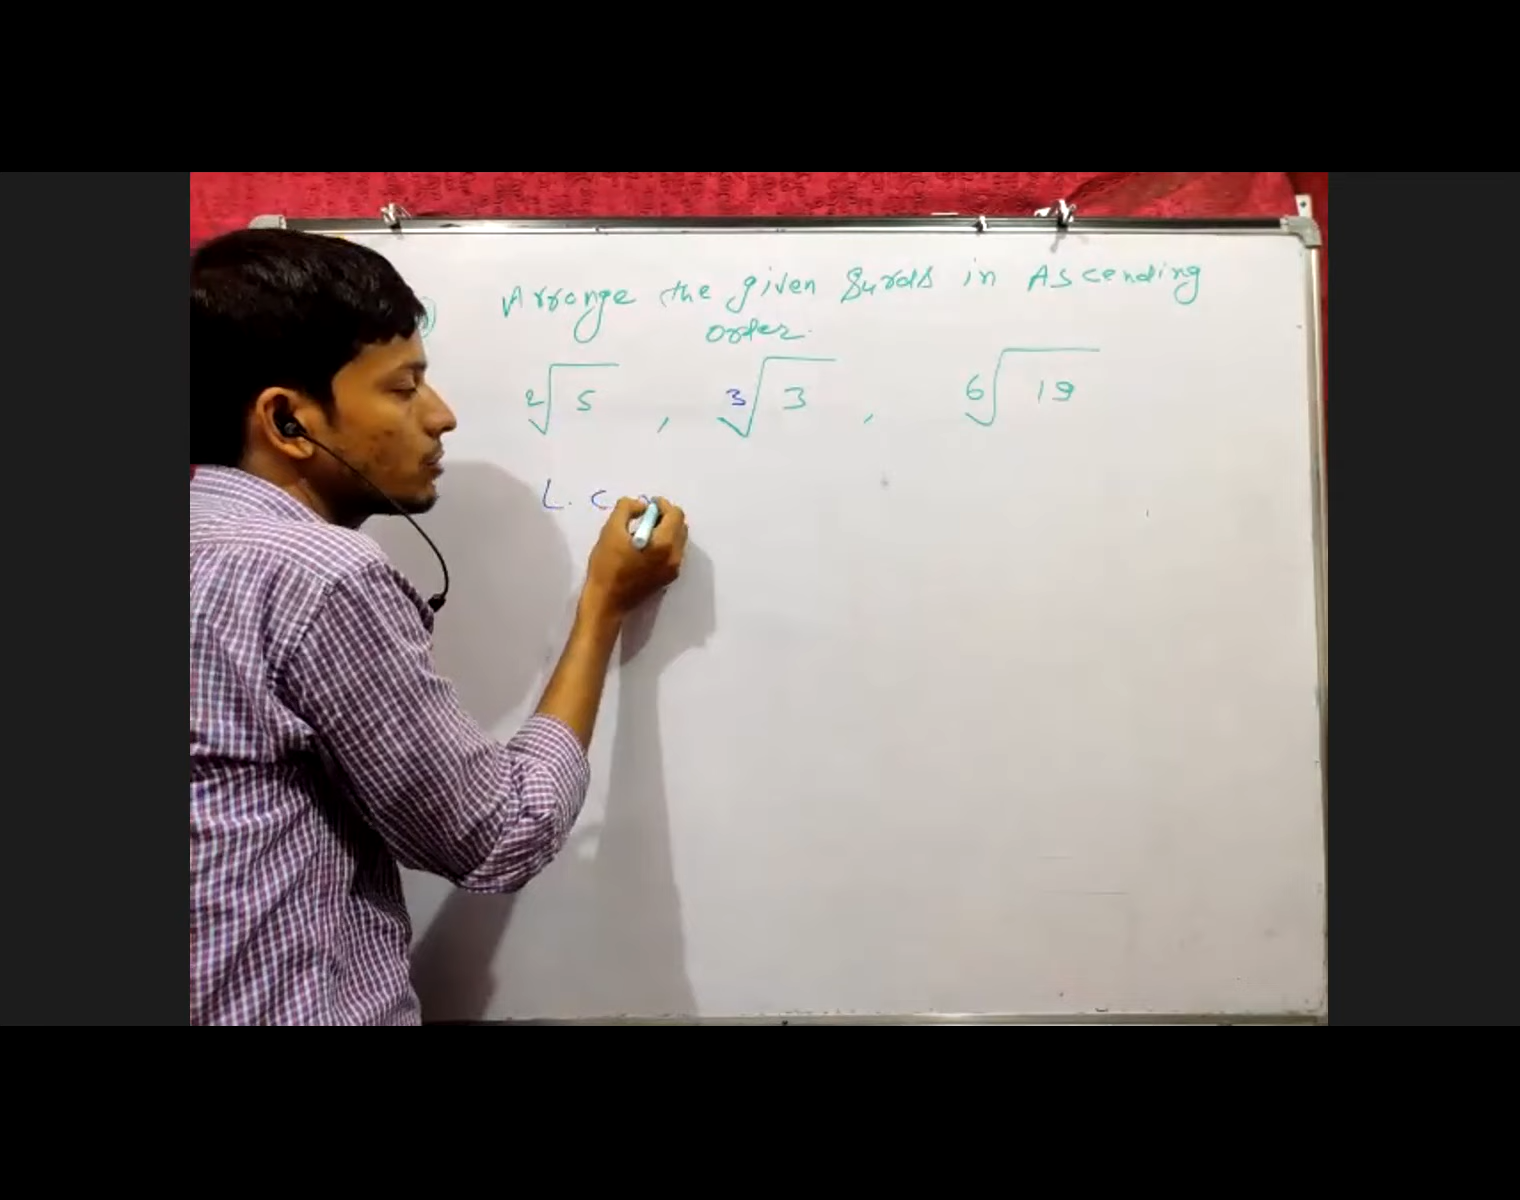 Arrange the given surds in Ascending
order.
²√5 , ³√3 , ⁶√19
L. C.